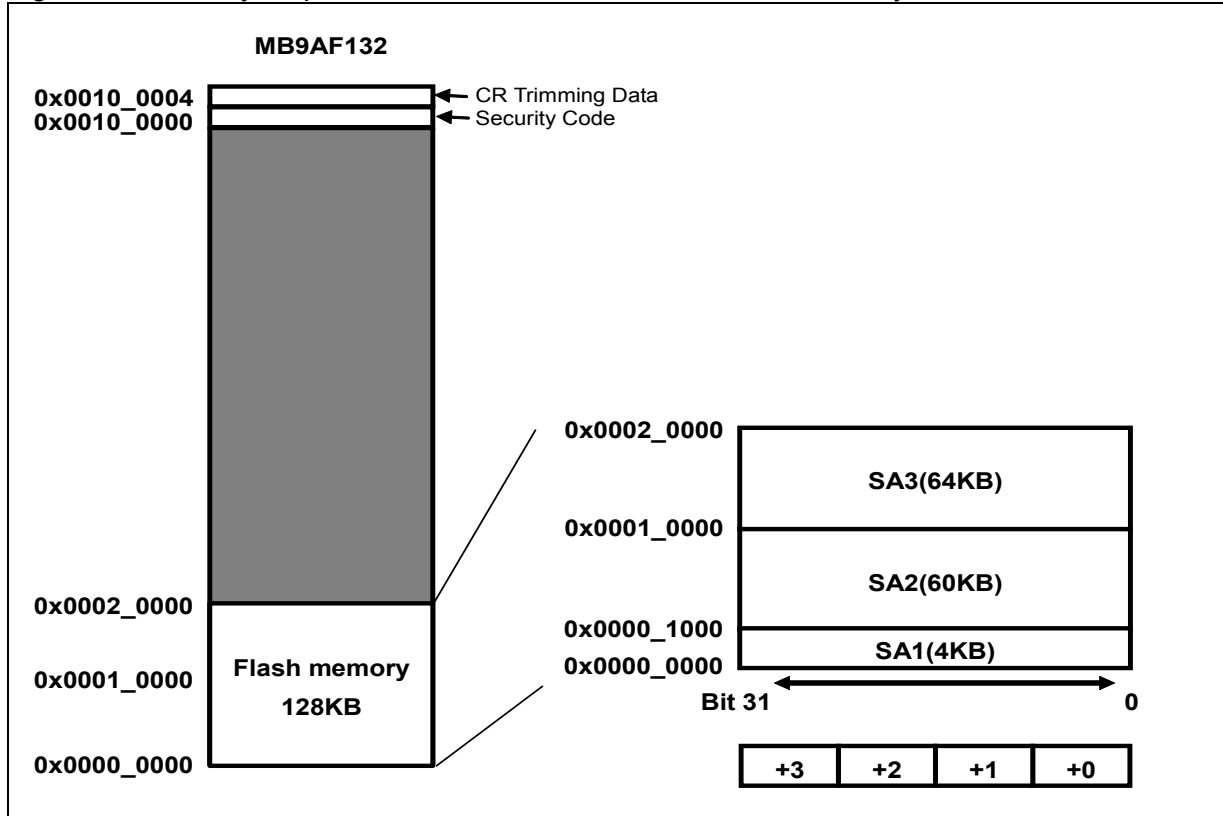 MB9AF132
0x0010_0004
CR Trimming Data
0x0010_0000
Security Code
0x0002_0000
0x0001_0000
0x0000_0000
Flash memory
128KB
0x0002_0000
SA3(64KB)
0x0001_0000
SA2(60KB)
0x0000_1000
SA1(4KB)
0x0000_0000
Bit 31
0
+3 +2 +1 +0